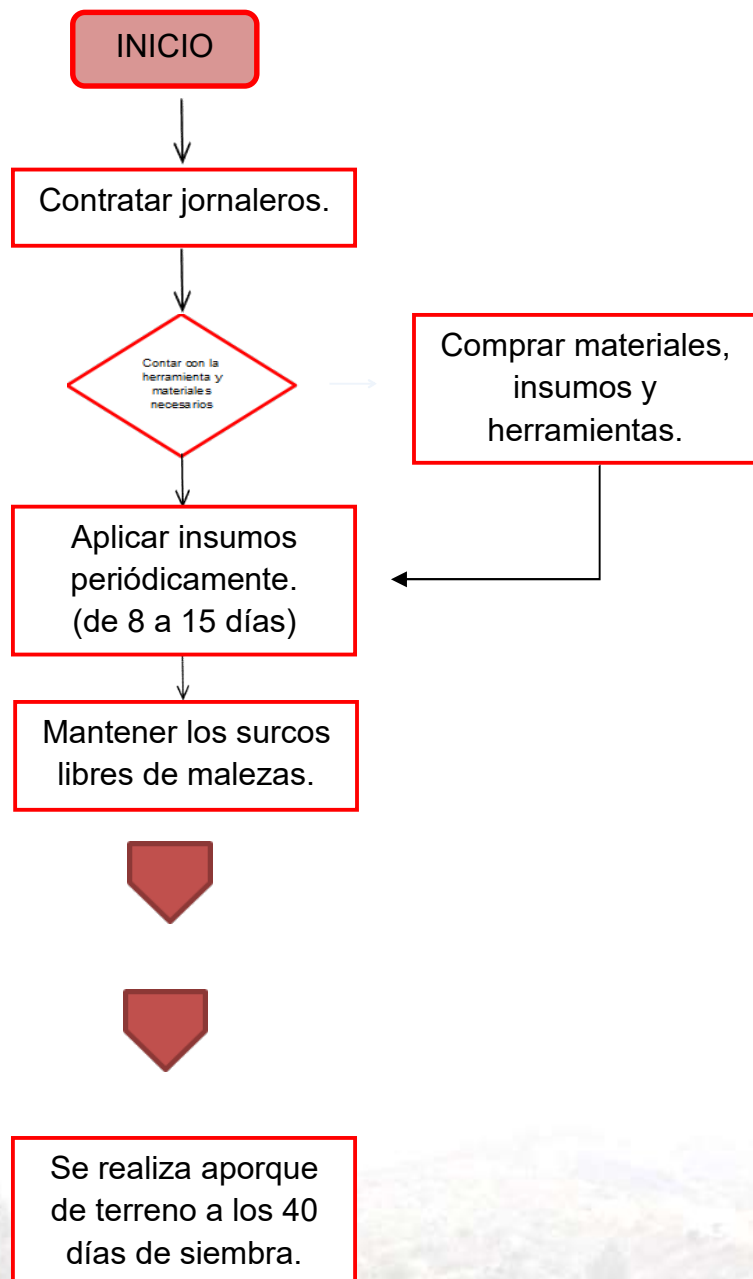 INICIO
Contratar jornaleros.
Contar con la
herramienta y
materiales
necesarios
Comprar materiales,
insumos y
herramientas.
Aplicar insumos
periódicamente.
(de 8 a 15 días)
Mantener los surcos
libres de malezas.
Se realiza aporque
de terreno a los 40
días de siembra.